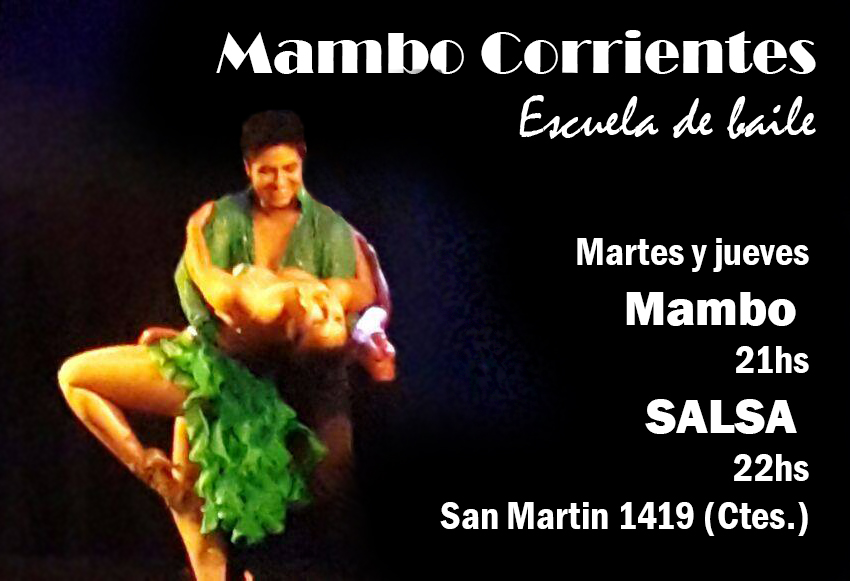 Mambo Corrientes
Escuela de baile
Martes y jueves
Mambo
21hs
SALSA
22hs
San Martin 1419 (Ctes.)